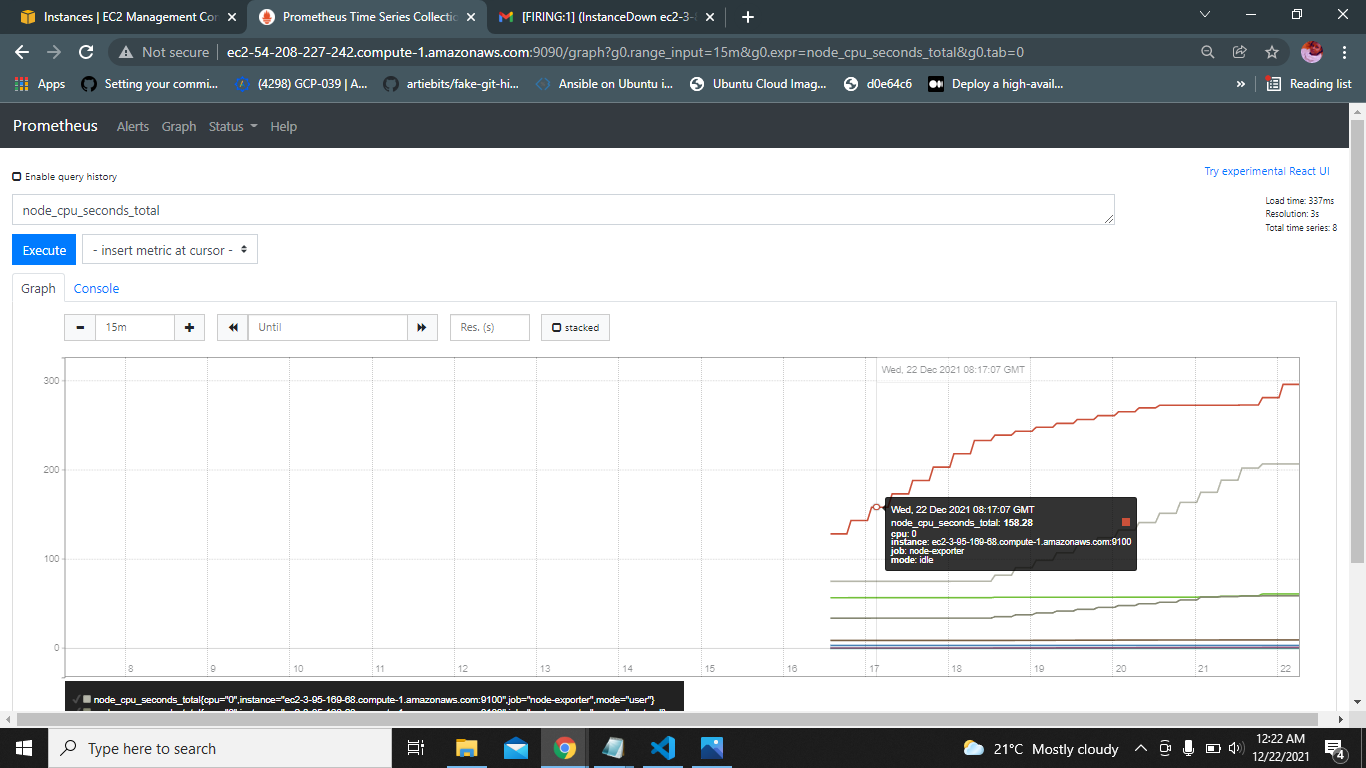 Instances | EC2 Management Con
Prometheus Time Series Collectio
[FIRING:1] (InstanceDown ec2-3-
Not secure
ec2-54-208-227-242.compute-1.amazonaws.com:9090/graph?g0.range_input=15m&g0.expr=node_cpu_seconds_total&g0.tab=0
Apps
Setting your commi...
(4298) GCP-039 | A...
artiebits/fake-git-hi...
Ansible on Ubuntu i...
Ubuntu Cloud Imag...
d0e64c6
Deploy a high-avail...
»
Reading list
Prometheus Alerts Graph Status Help
Enable query history
Try experimental React UI
node_cpu_seconds_total
Load time: 337ms
Resolution: 3s
Total time series: 8
Execute
- insert metric at cursor -
Graph
Console
15m
Until
Res. (s)
stacked
Wed, 22 Dec 2021 08:17:07 GMT
300
200
100
0
Wed, 22 Dec 2021 08:17:07 GMT
node_cpu_seconds_total: 158.28
cpu: 0
instance: ec2-3-95-169-68.compute-1.amazonaws.com:9100
job: node-exporter
mode: idle
8 9 10 11 12 13 14 15 16 17 18 19 20 21 22
node_cpu_seconds_total{cpu="0",instance="ec2-3-95-169-68.compute-1.amazonaws.com:9100",job="node-exporter",mode="user"}
Type here to search
21°C Mostly cloudy
12:22 AM
12/22/2021
4